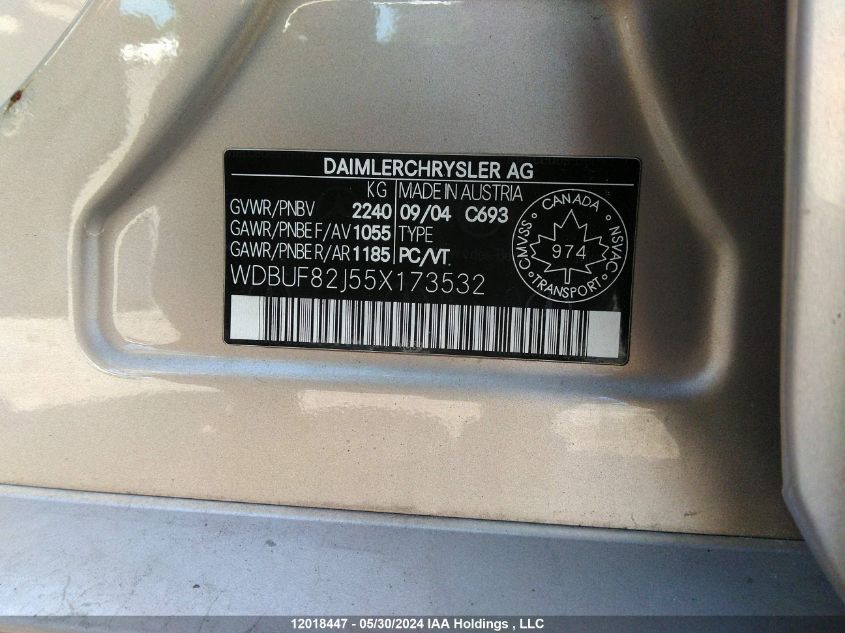 DAIMLERCHRYSLER AG
KG MADE IN AUSTRIA
GVWR/PNBV 2240 09/04 C693
GAWR/PNBE F/AV 1055 TYPE
GAWR/PNBE R/AR 1185 PC/VT.
WDBUF82J55X173532
CANADA
CMVSS 974 NSVAC
TRANSPORT
12018447 - 05/30/2024 IAA Holdings , LLC